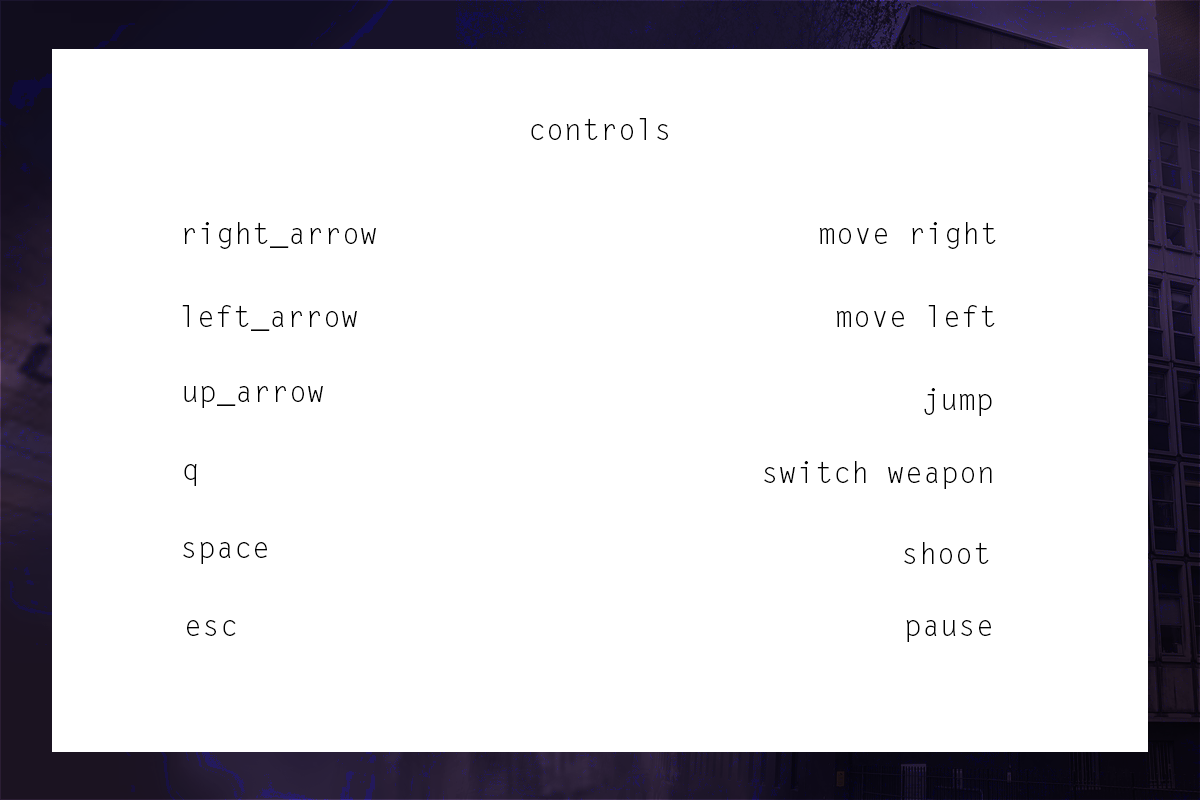 controls
right_arrow move right
left_arrow move left
up_arrow jump
q switch weapon
space shoot
esc pause